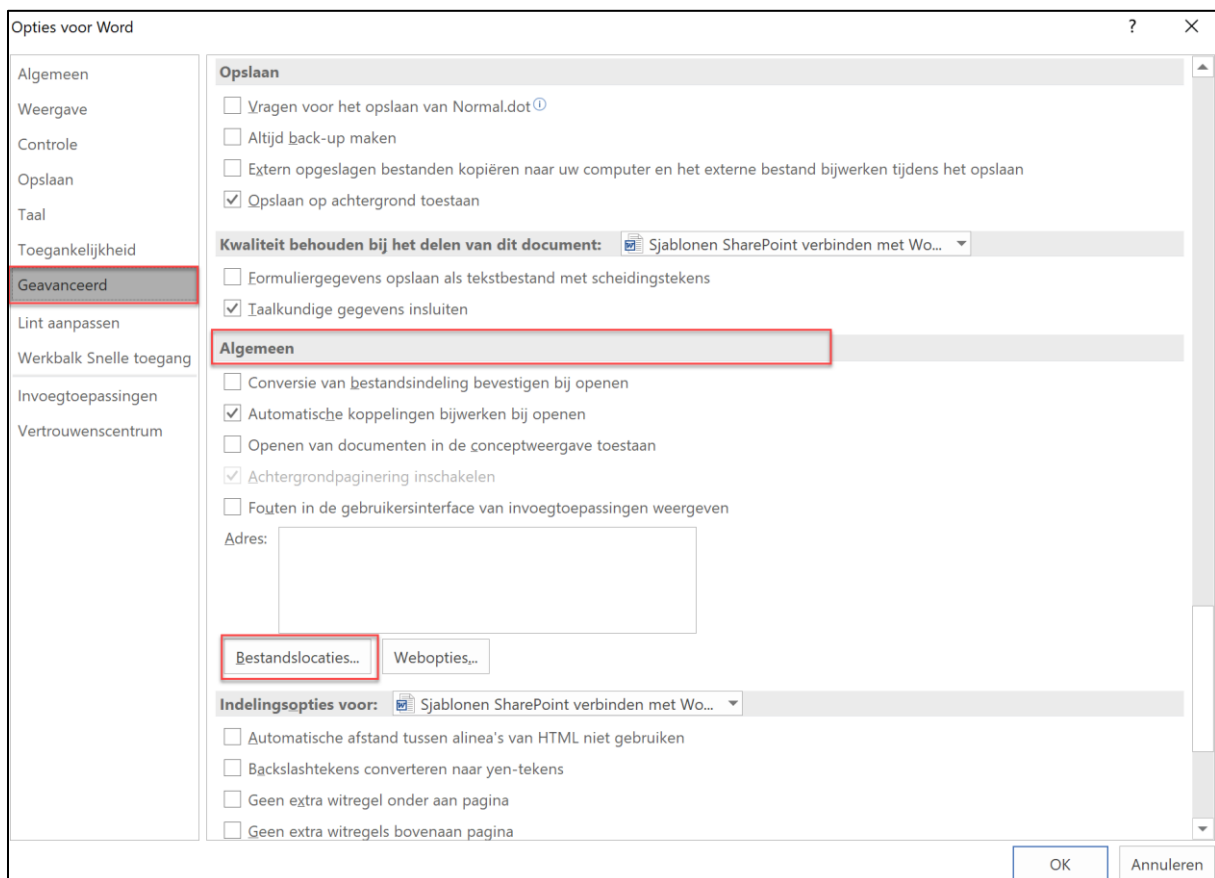 Opties voor Word ? ×
Algemeen
Weergave
Controle
Opslaan
Taal
Toegankelijkheid
Geavanceerd
Lint aanpassen
Werkbalk Snelle toegang
Invoegtoepassingen
Vertrouwenscentrum
Opslaan
Vragen voor het opslaan van Normal.dot
Altijd back-up maken
Extern opgeslagen bestanden kopiëren naar uw computer en het externe bestand bijwerken tijdens het opslaan
Opslaan op achtergrond toestaan
Kwaliteit behouden bij het delen van dit document: Sjablonen SharePoint verbinden met Wo...
Formuliergegevens opslaan als tekstbestand met scheidingstekens
Taalkundige gegevens insluiten
Algemeen
Conversie van bestandsindeling bevestigen bij openen
Automatische koppelingen bijwerken bij openen
Openen van documenten in de conceptweergave toestaan
Achtergrondpaginering inschakelen
Fouten in de gebruikersinterface van invoegtoepassingen weergeven
Adres:
Bestandslocaties... Webopties...
Indelingsopties voor: Sjablonen SharePoint verbinden met Wo...
Automatische afstand tussen alinea's van HTML niet gebruiken
Backslashtekens converteren naar yen-tekens
Geen extra witregel onder aan pagina
Geen extra witregels bovenaan pagina
OK Annuleren